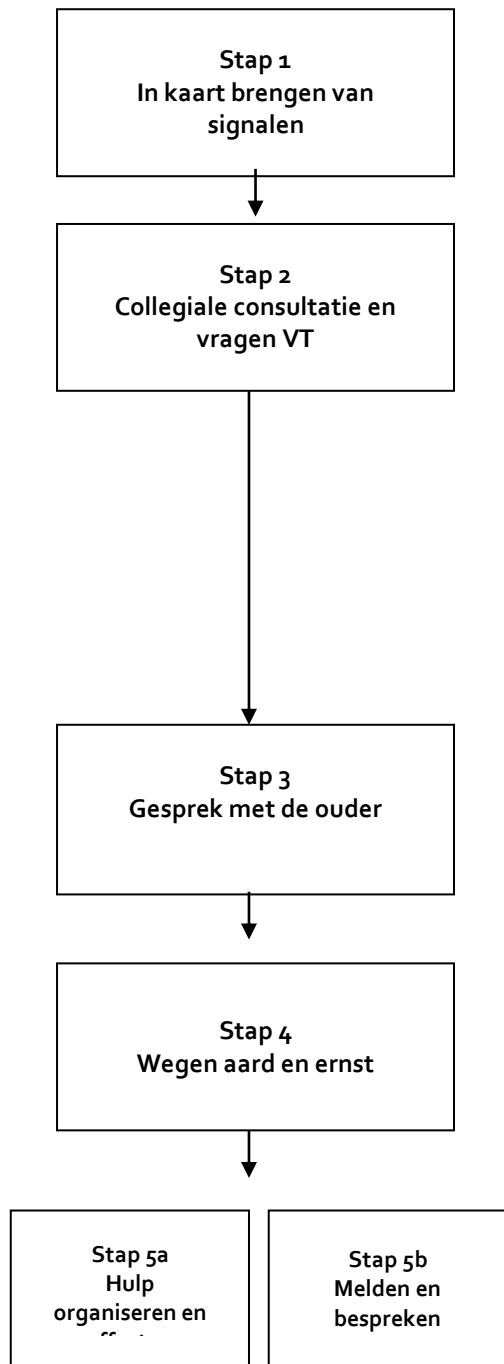 Stap 1
In kaart brengen van
signalen
Stap 2
Collegiale consultatie en
vragen VT
Stap 3
Gesprek met de ouder
Stap 4
Wegen aard en ernst
Stap 5a
Hulp
organiseren en
Stap 5b
Melden en
bespreken